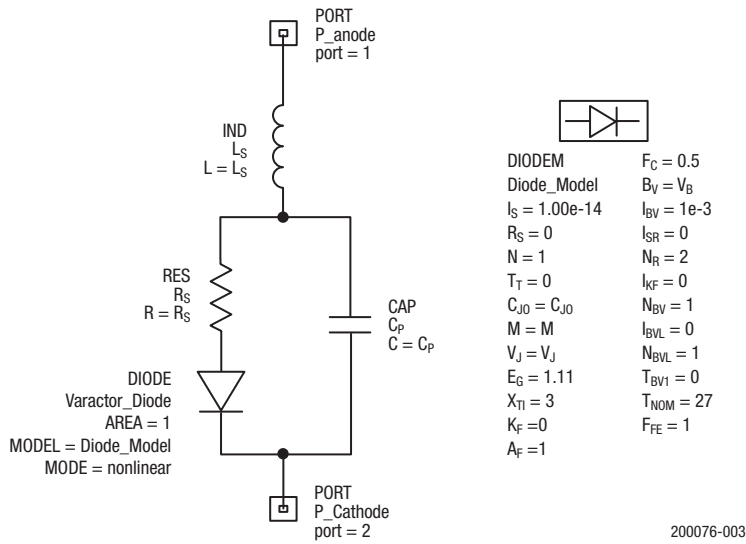 PORT
P_anode
port = 1
IND
LS
L = LS
RES
RS
R = RS
CAP
CP
C = CP
DIODE
Varactor_Diode
AREA = 1
MODEL = Diode_Model
MODE = nonlinear
PORT
P_Cathode
port = 2
DIODEM
Diode_Model
IS = 1.00e-14
RS = 0
N = 1
TT = 0
CJ0 = CJ0
M = M
VJ = VJ
EG = 1.11
XTI = 3
KF =0
AF =1
FC = 0.5
BV = VB
IBV = 1e-3
ISR = 0
NR = 2
IKF = 0
NBV = 1
IBVL = 0
NBVL = 1
TBV1 = 0
TNOM = 27
FFE = 1
200076-003